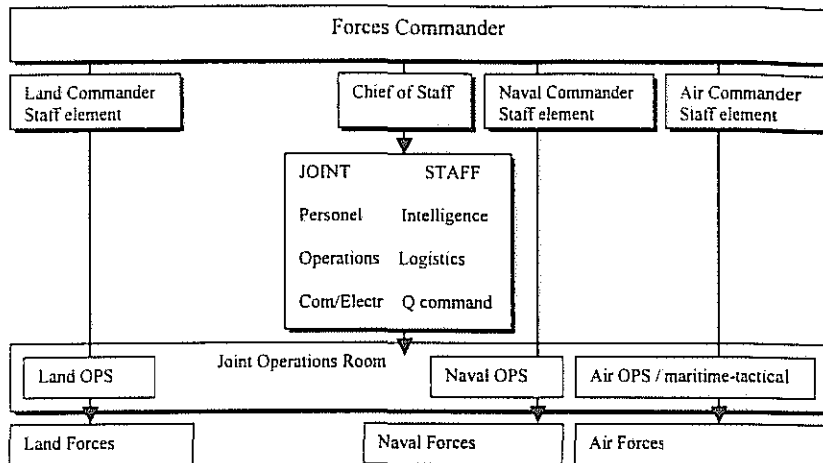 Forces Commander
Land Commander
Staff element
Chief of Staff
Naval Commander
Staff element
Air Commander
Staff element
JOINT STAFF
Personel Intelligence
Operations Logistics
Com/Electr Q command
Joint Operations Room
Land OPS
Naval OPS
Air OPS / maritime-tactical
Land Forces
Naval Forces
Air Forces